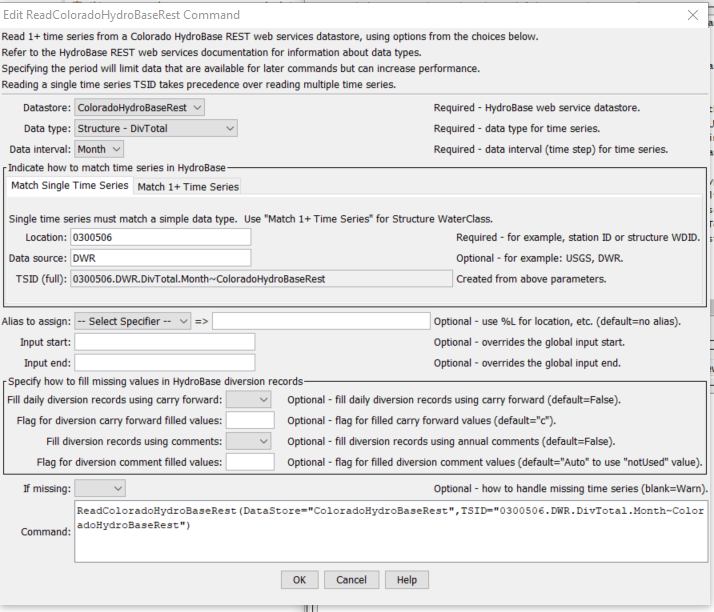 Edit ReadColoradoHydroBaseRest Command
Read 1+ time series from a Colorado HydroBase REST web services datastore, using options from the choices below.
Refer to the HydroBase REST web services documentation for information about data types.
Specifying the period will limit data that are available for later commands but can increase performance.
Reading a single time series TSID takes precedence over reading multiple time series.
Datastore: ColoradoHydroBaseRest Required - HydroBase web service datastore.
Data type: Structure - DivTotal Required - data type for time series.
Data interval: Month Required - data interval (time step) for time series.
Indicate how to match time series in HydroBase
Match Single Time Series Match 1+ Time Series
Single time series must match a simple data type. Use "Match 1+ Time Series" for Structure WaterClass.
Location: 0300506 Required - for example, station ID or structure WDID.
Data source: DWR Optional - for example: USGS, DWR.
TSID (full): 0300506.DWR.DivTotal.Month~ColoradoHydroBaseRest Created from above parameters.
Alias to assign: -- Select Specifier -- => Optional - use %L for location, etc. (default=no alias).
Input start: Optional - overrides the global input start.
Input end: Optional - overrides the global input end.
Specify how to fill missing values in HydroBase diversion records
Fill daily diversion records using carry forward: Optional - fill daily diversion records using carry forward (default=False).
Flag for diversion carry forward filled values: Optional - flag for filled carry forward values (default="c").
Fill diversion records using comments: Optional - fill diversion records using annual comments (default=False).
Flag for diversion comment filled values: Optional - flag for filled diversion comment values (default="Auto" to use "notUsed" value).
If missing: Optional - how to handle missing time series (blank=Warn).
Command: ReadColoradoHydroBaseRest(DataStore="ColoradoHydroBaseRest",TSID="0300506.DWR.DivTotal.Month~Color
adoHydroBaseRest")
OK Cancel Help